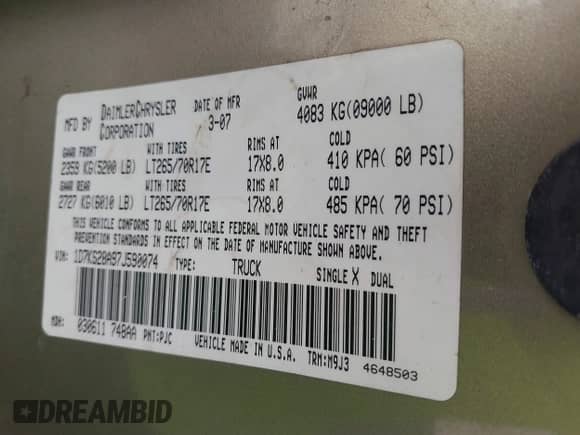 MFD BY DAIMLERCHRYSLER CORPORATION DATE OF MFR 3-07 GVWR 4083 KG(09000 LB)
GAWR FRONT WITH TIRES RIMS AT COLD
2359 KG(5200 LB) LT265/70R17E 17X8.0 410 KPA( 60 PSI)
GAWR REAR WITH TIRES RIMS AT COLD
2727 KG(6010 LB) LT265/70R17E 17X8.0 485 KPA( 70 PSI)
THIS VEHICLE CONFORMS TO ALL APPLICABLE FEDERAL MOTOR VEHICLE SAFETY AND THEFT
PREVENTION STANDARDS IN EFFECT ON THE DATE OF MANUFACTURE SHOWN ABOVE.
VIN: 1D7KS28A97J590074 TYPE: TRUCK SINGLE X DUAL
MDH: 030611 748AA PNT:PJC VEHICLE MADE IN U.S.A. TRM:M9J3 4648503
DREAMBID